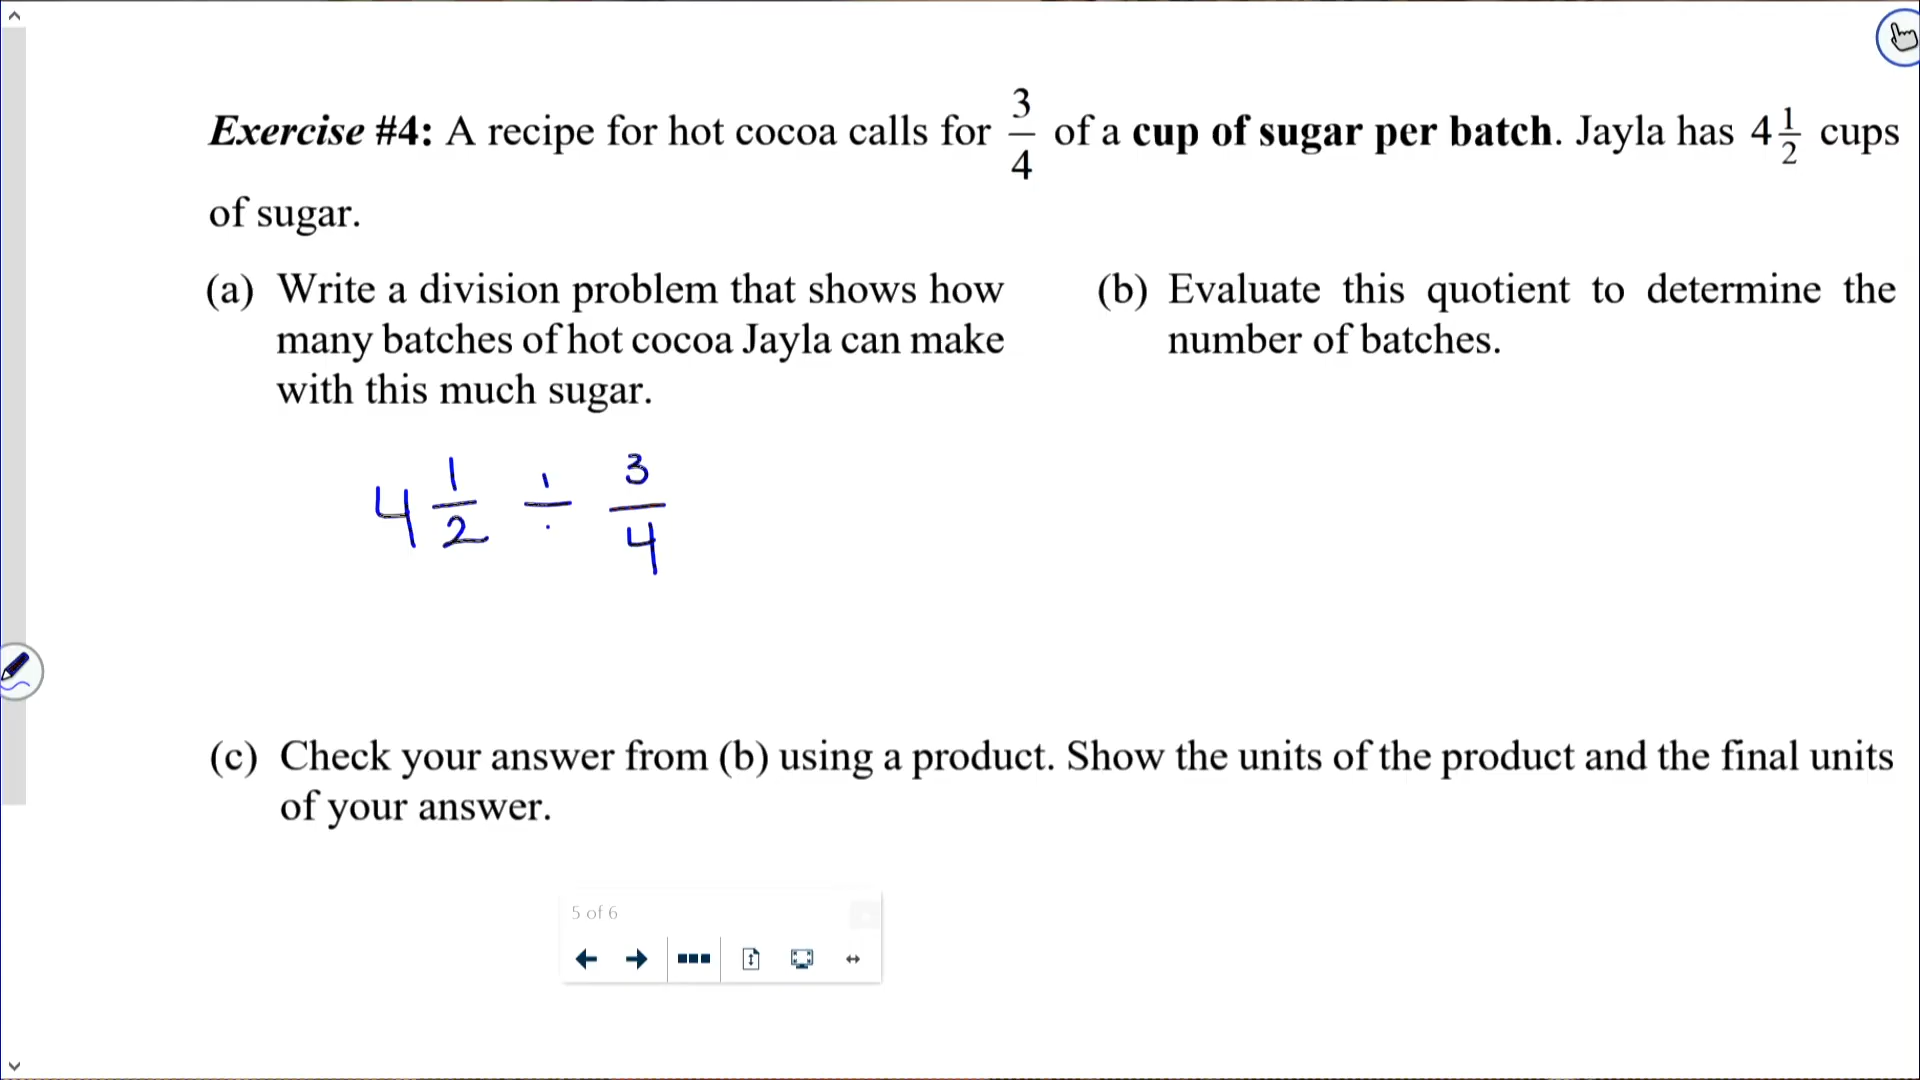 Exercise #4: A recipe for hot cocoa calls for 3/4 of a cup of sugar per batch. Jayla has 4 1/2 cups
of sugar.
(a) Write a division problem that shows how
many batches of hot cocoa Jayla can make
with this much sugar.
4 1/2 ÷ 3/4
(b) Evaluate this quotient to determine the
number of batches.
(c) Check your answer from (b) using a product. Show the units of the product and the final units
of your answer.
5 of 6